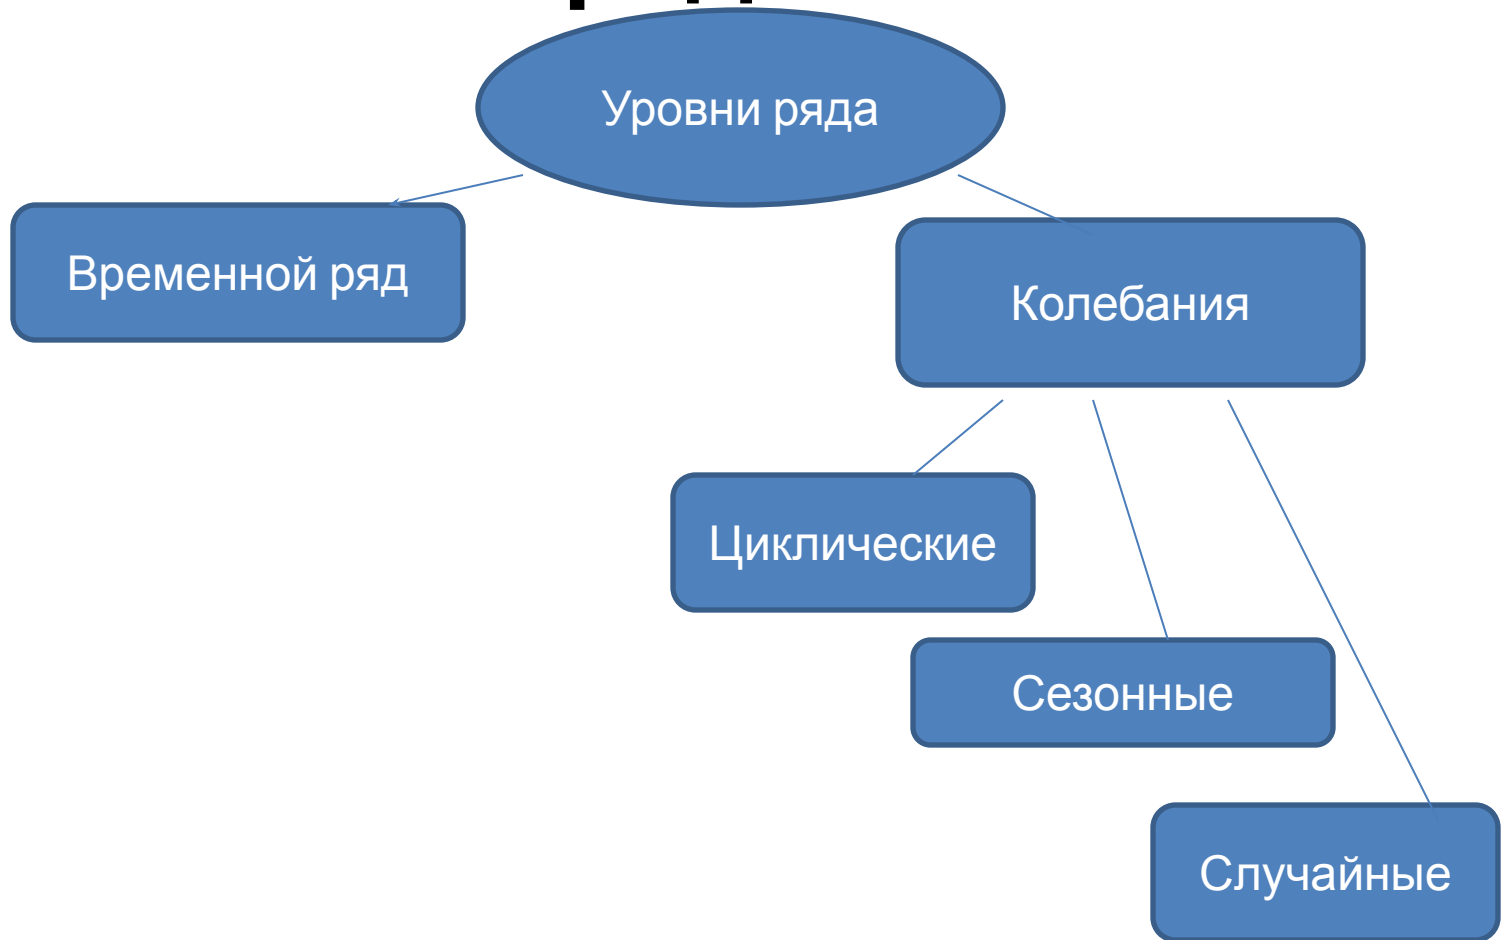 Уровни ряда
Временной ряд
Колебания
Циклические
Сезонные
Случайные